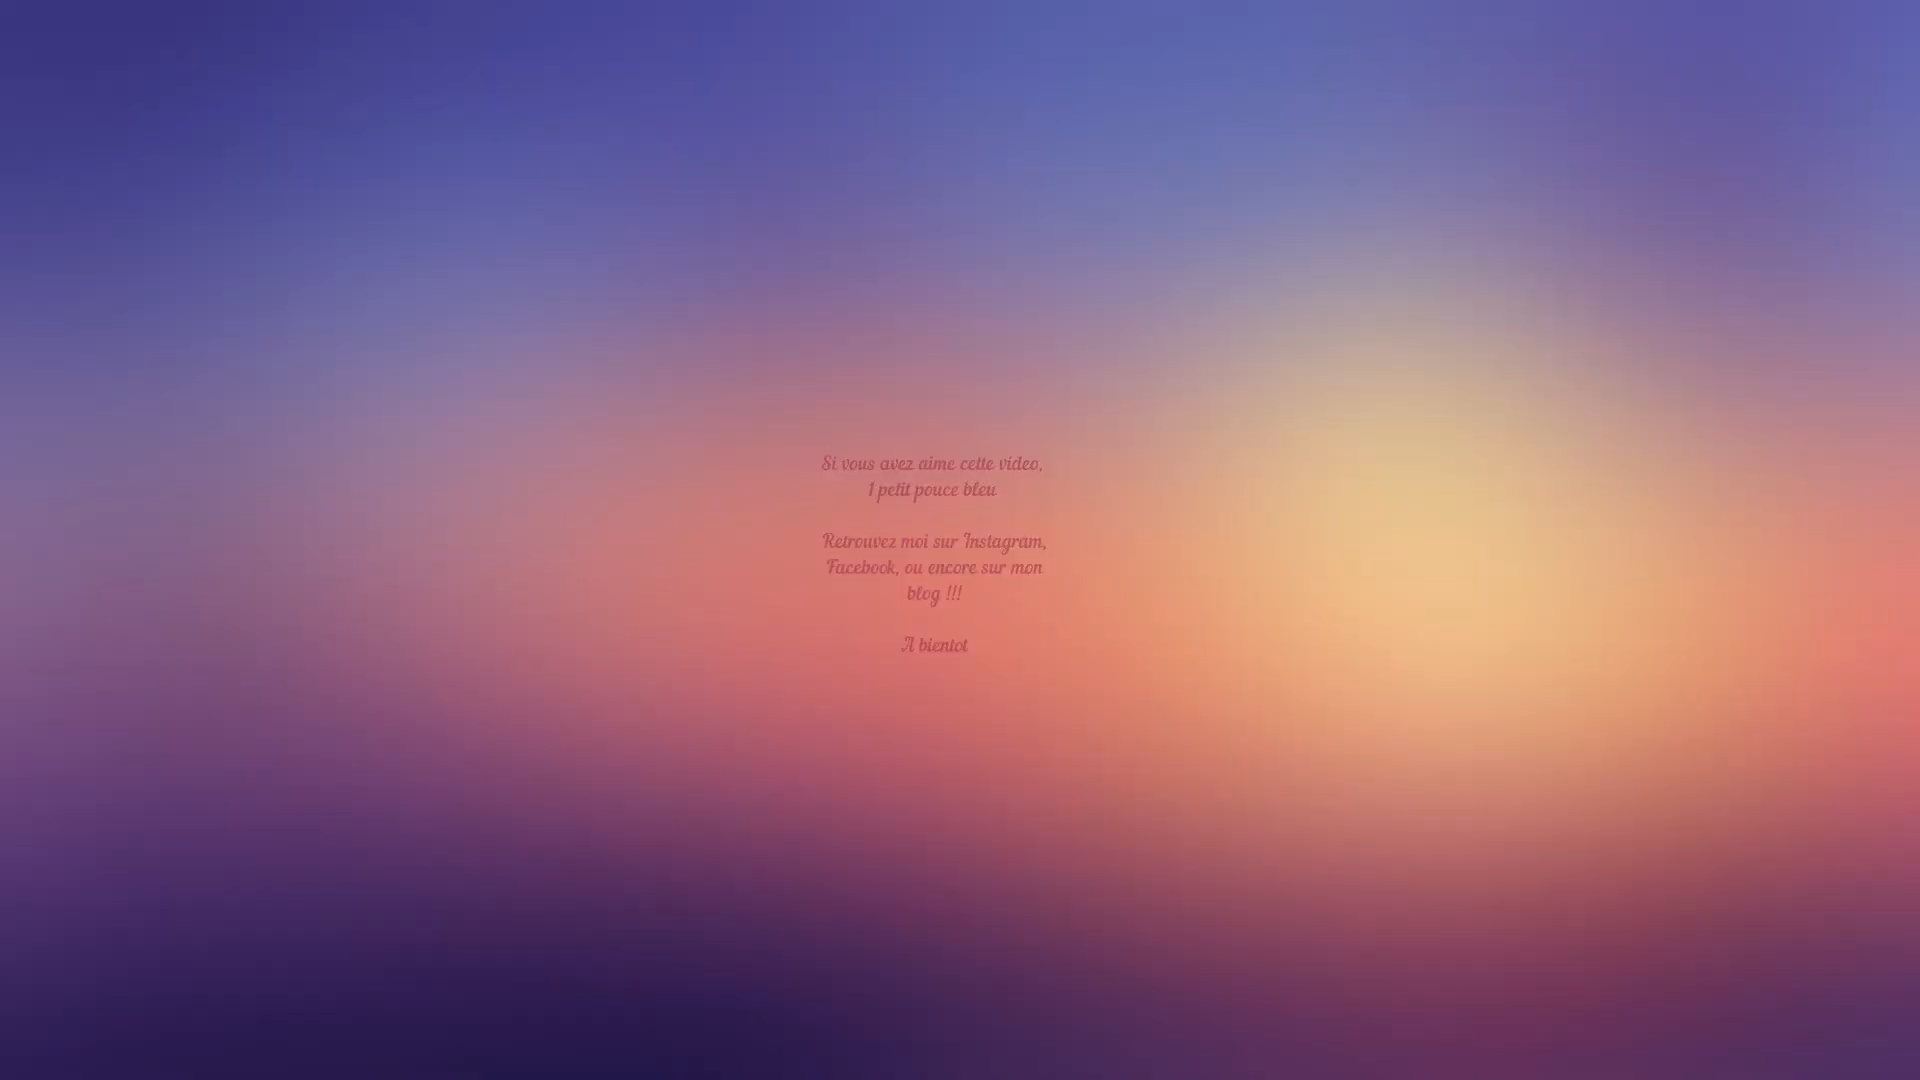 Si vous avez aime cette video,
1 petit pouce bleu
Retrouvez moi sur Instagram,
Facebook, ou encore sur mon
blog !!!
A bientot